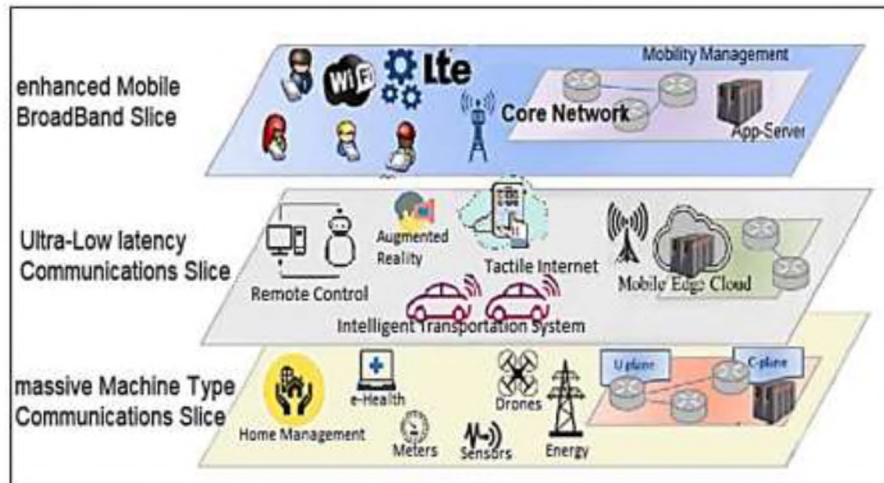 enhanced Mobile
BroadBand Slice
WiFi
Lte
Mobility Management
Core Network
App-Server
Ultra-Low latency
Communications Slice
Augmented
Reality
Tactile Internet
Remote Control
Mobile Edge Cloud
Intelligent Transportation System
massive Machine Type
Communications Slice
U-plane
C-plane
e-Health
Drones
Home Management
Meters
Sensors
Energy